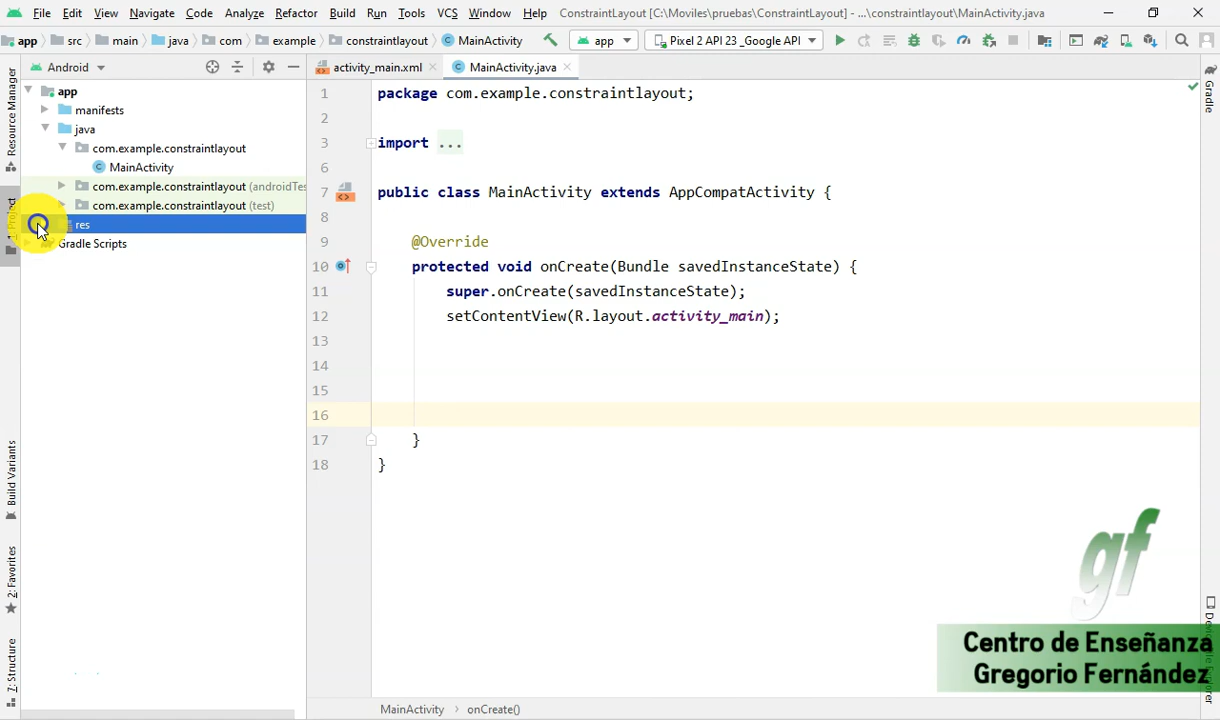 File Edit View Navigate Code Analyze Refactor Build Run Tools VCS Window Help ConstraintLayout [C:\Moviles\pruebas\ConstraintLayout] - ...\constraintlayout\MainActivity.java
app src main java com example constraintlayout MainActivity app Pixel 2 API 23 _Google API
Android activity_main.xml MainActivity.java
Resource Manager
1: Project
Build Variants
2: Favorites
7: Structure
app
manifests
java
com.example.constraintlayout
MainActivity
com.example.constraintlayout (androidTes
com.example.constraintlayout (test)
res
Gradle Scripts
1 package com.example.constraintlayout;
2
3 import ...
6
7 public class MainActivity extends AppCompatActivity {
8
9 @Override
10 protected void onCreate(Bundle savedInstanceState) {
11 super.onCreate(savedInstanceState);
12 setContentView(R.layout.activity_main);
13
14
15
16
17 }
18 }
Gradle
gf
Centro de Enseñanza
Gregorio Fernández
MainActivity > onCreate()